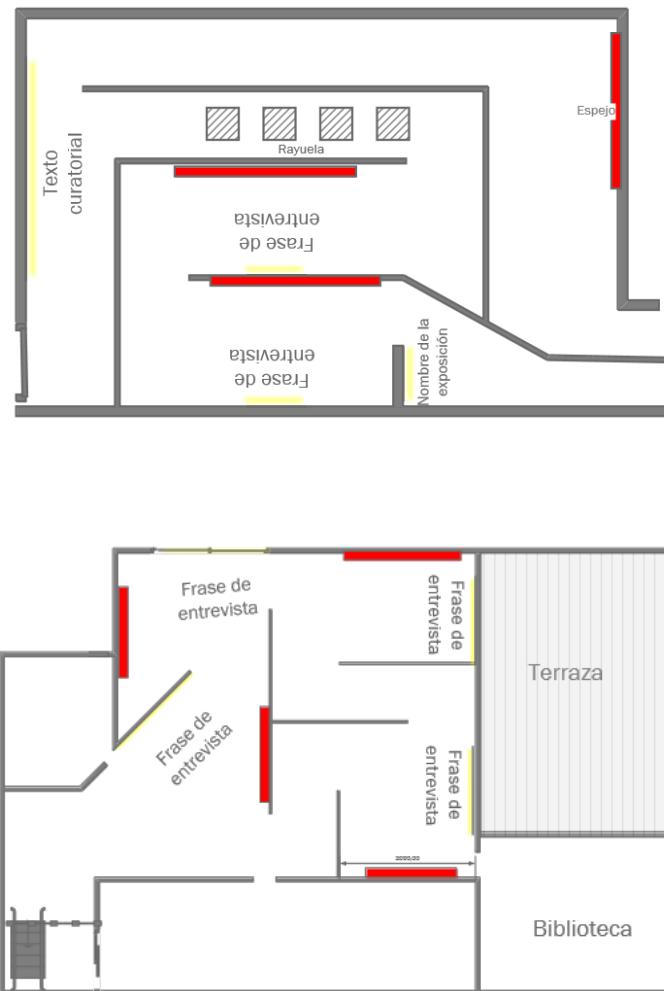 Espejo
Texto
curatorial
Rayuela
Frase de
entrevista
Frase de
entrevista
Nombre de la
exposición
Frase de
entrevista
Frase de
entrevista
Terraza
Frase de
entrevista
Frase de
entrevista
Biblioteca